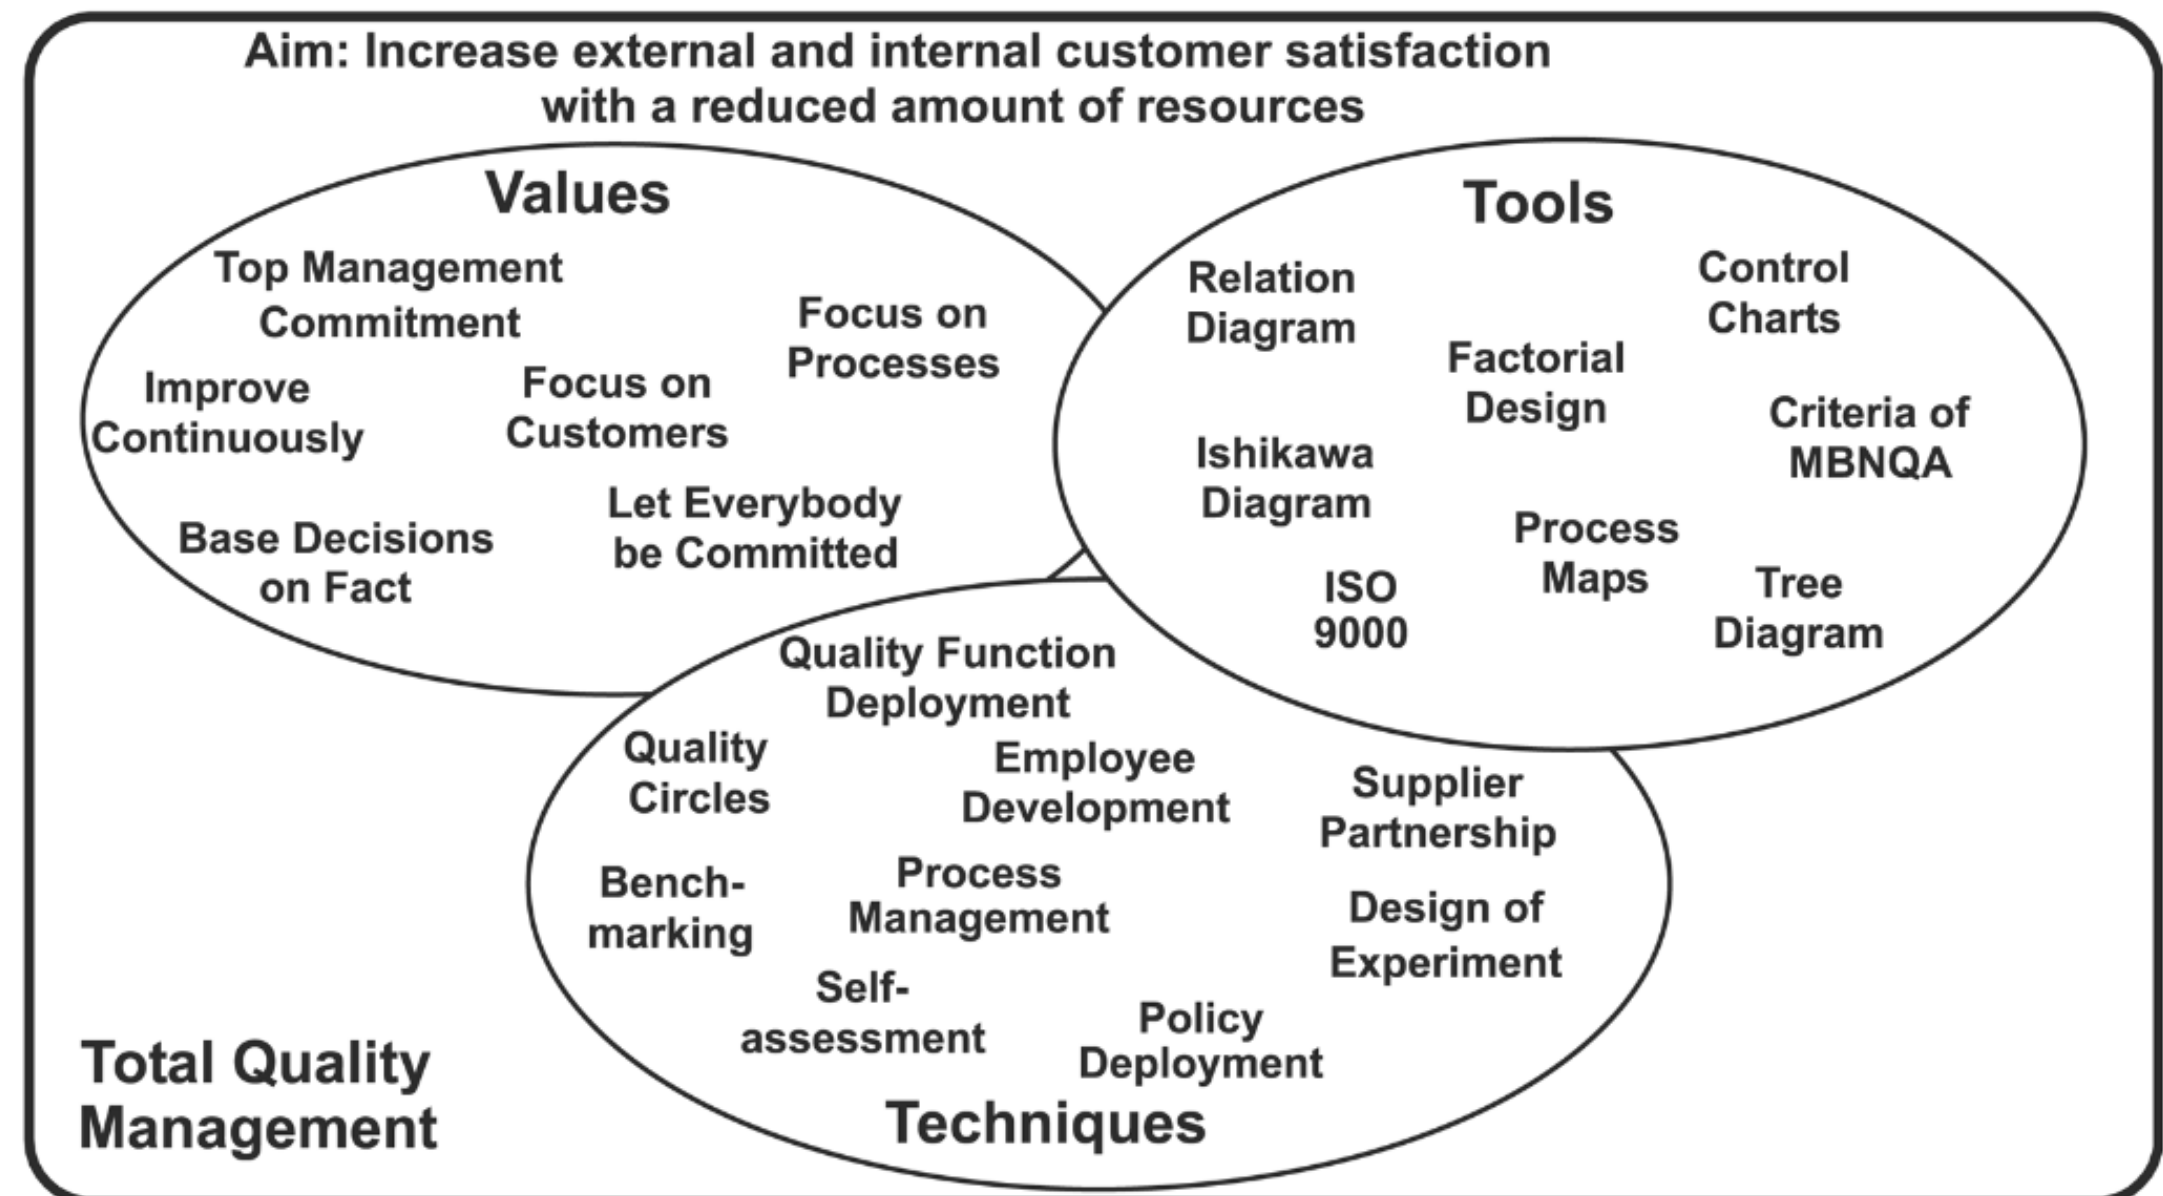 Aim: Increase external and internal customer satisfaction
with a reduced amount of resources
Values
Top Management
Commitment
Focus on
Processes
Improve
Continuously
Focus on
Customers
Base Decisions
on Fact
Let Everybody
be Committed
Tools
Relation
Diagram
Control
Charts
Factorial
Design
Criteria of
MBNQA
Ishikawa
Diagram
Process
Maps
ISO
9000
Tree
Diagram
Quality Function
Deployment
Quality
Circles
Employee
Development
Supplier
Partnership
Bench-
marking
Process
Management
Design of
Experiment
Self-
assessment
Policy
Deployment
Techniques
Total Quality
Management